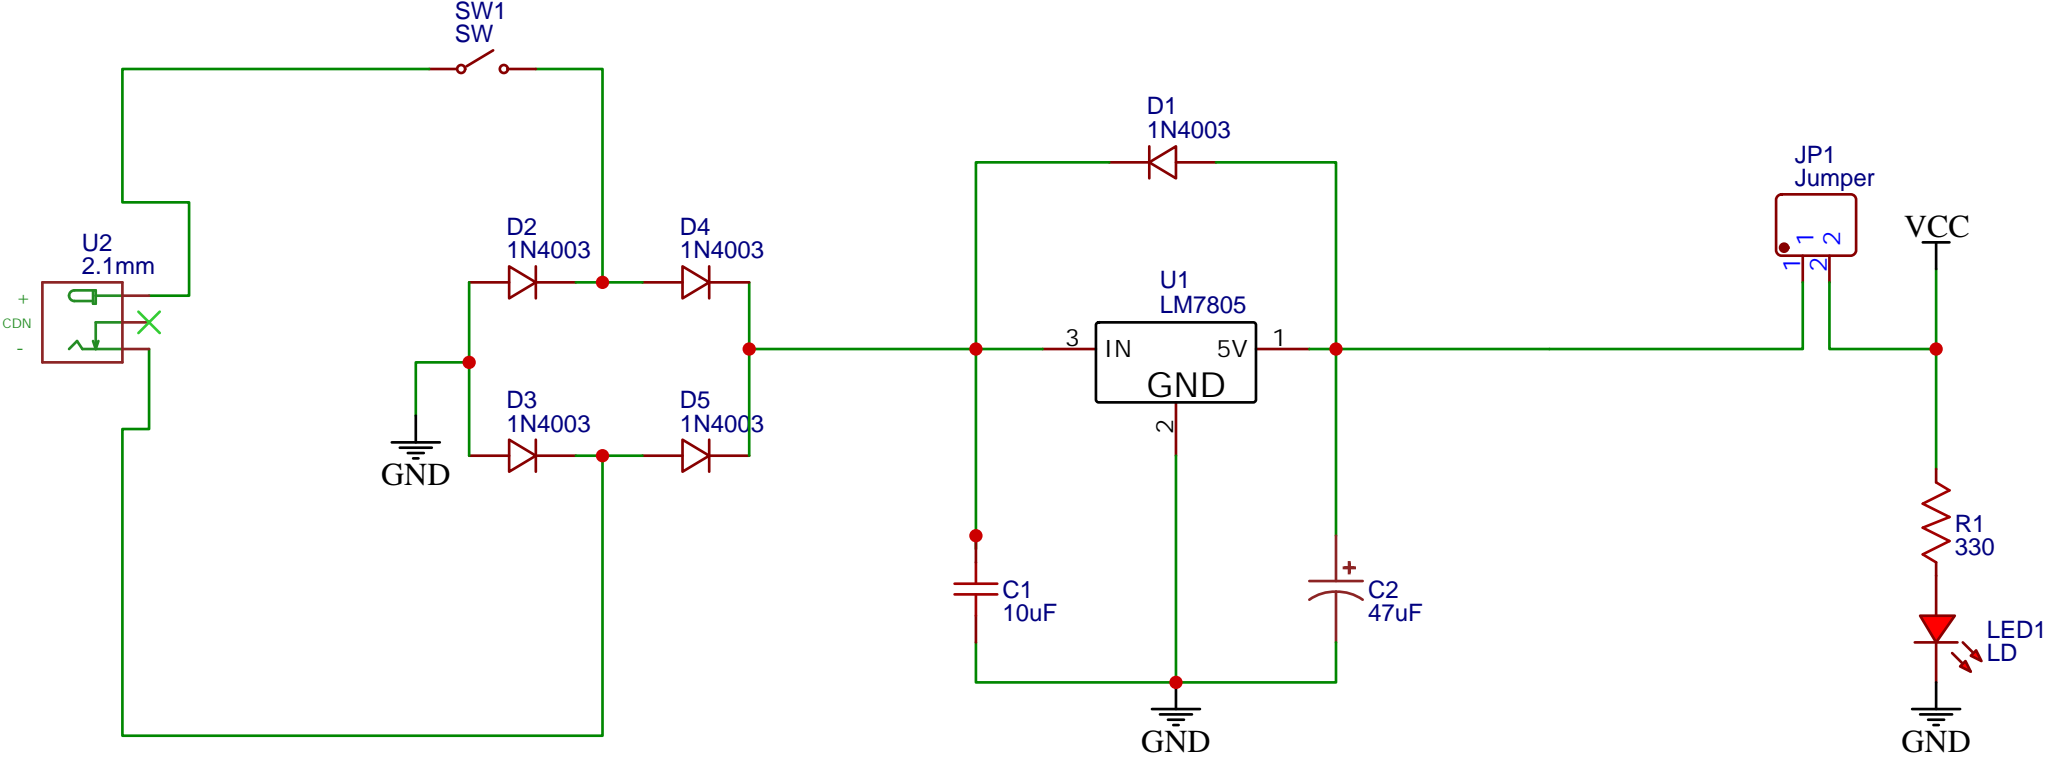 SW1
SW
D1
1N4003
JP1
Jumper
1 2
1 2
VCC
U2
2.1mm
+
CDN
-
D2
1N4003
D4
1N4003
U1
LM7805
3
IN
5V
1
GND
2
D3
1N4003
D5
1N4003
GND
C1
10uF
+
C2
47uF
R1
330
LED1
LD
GND
GND